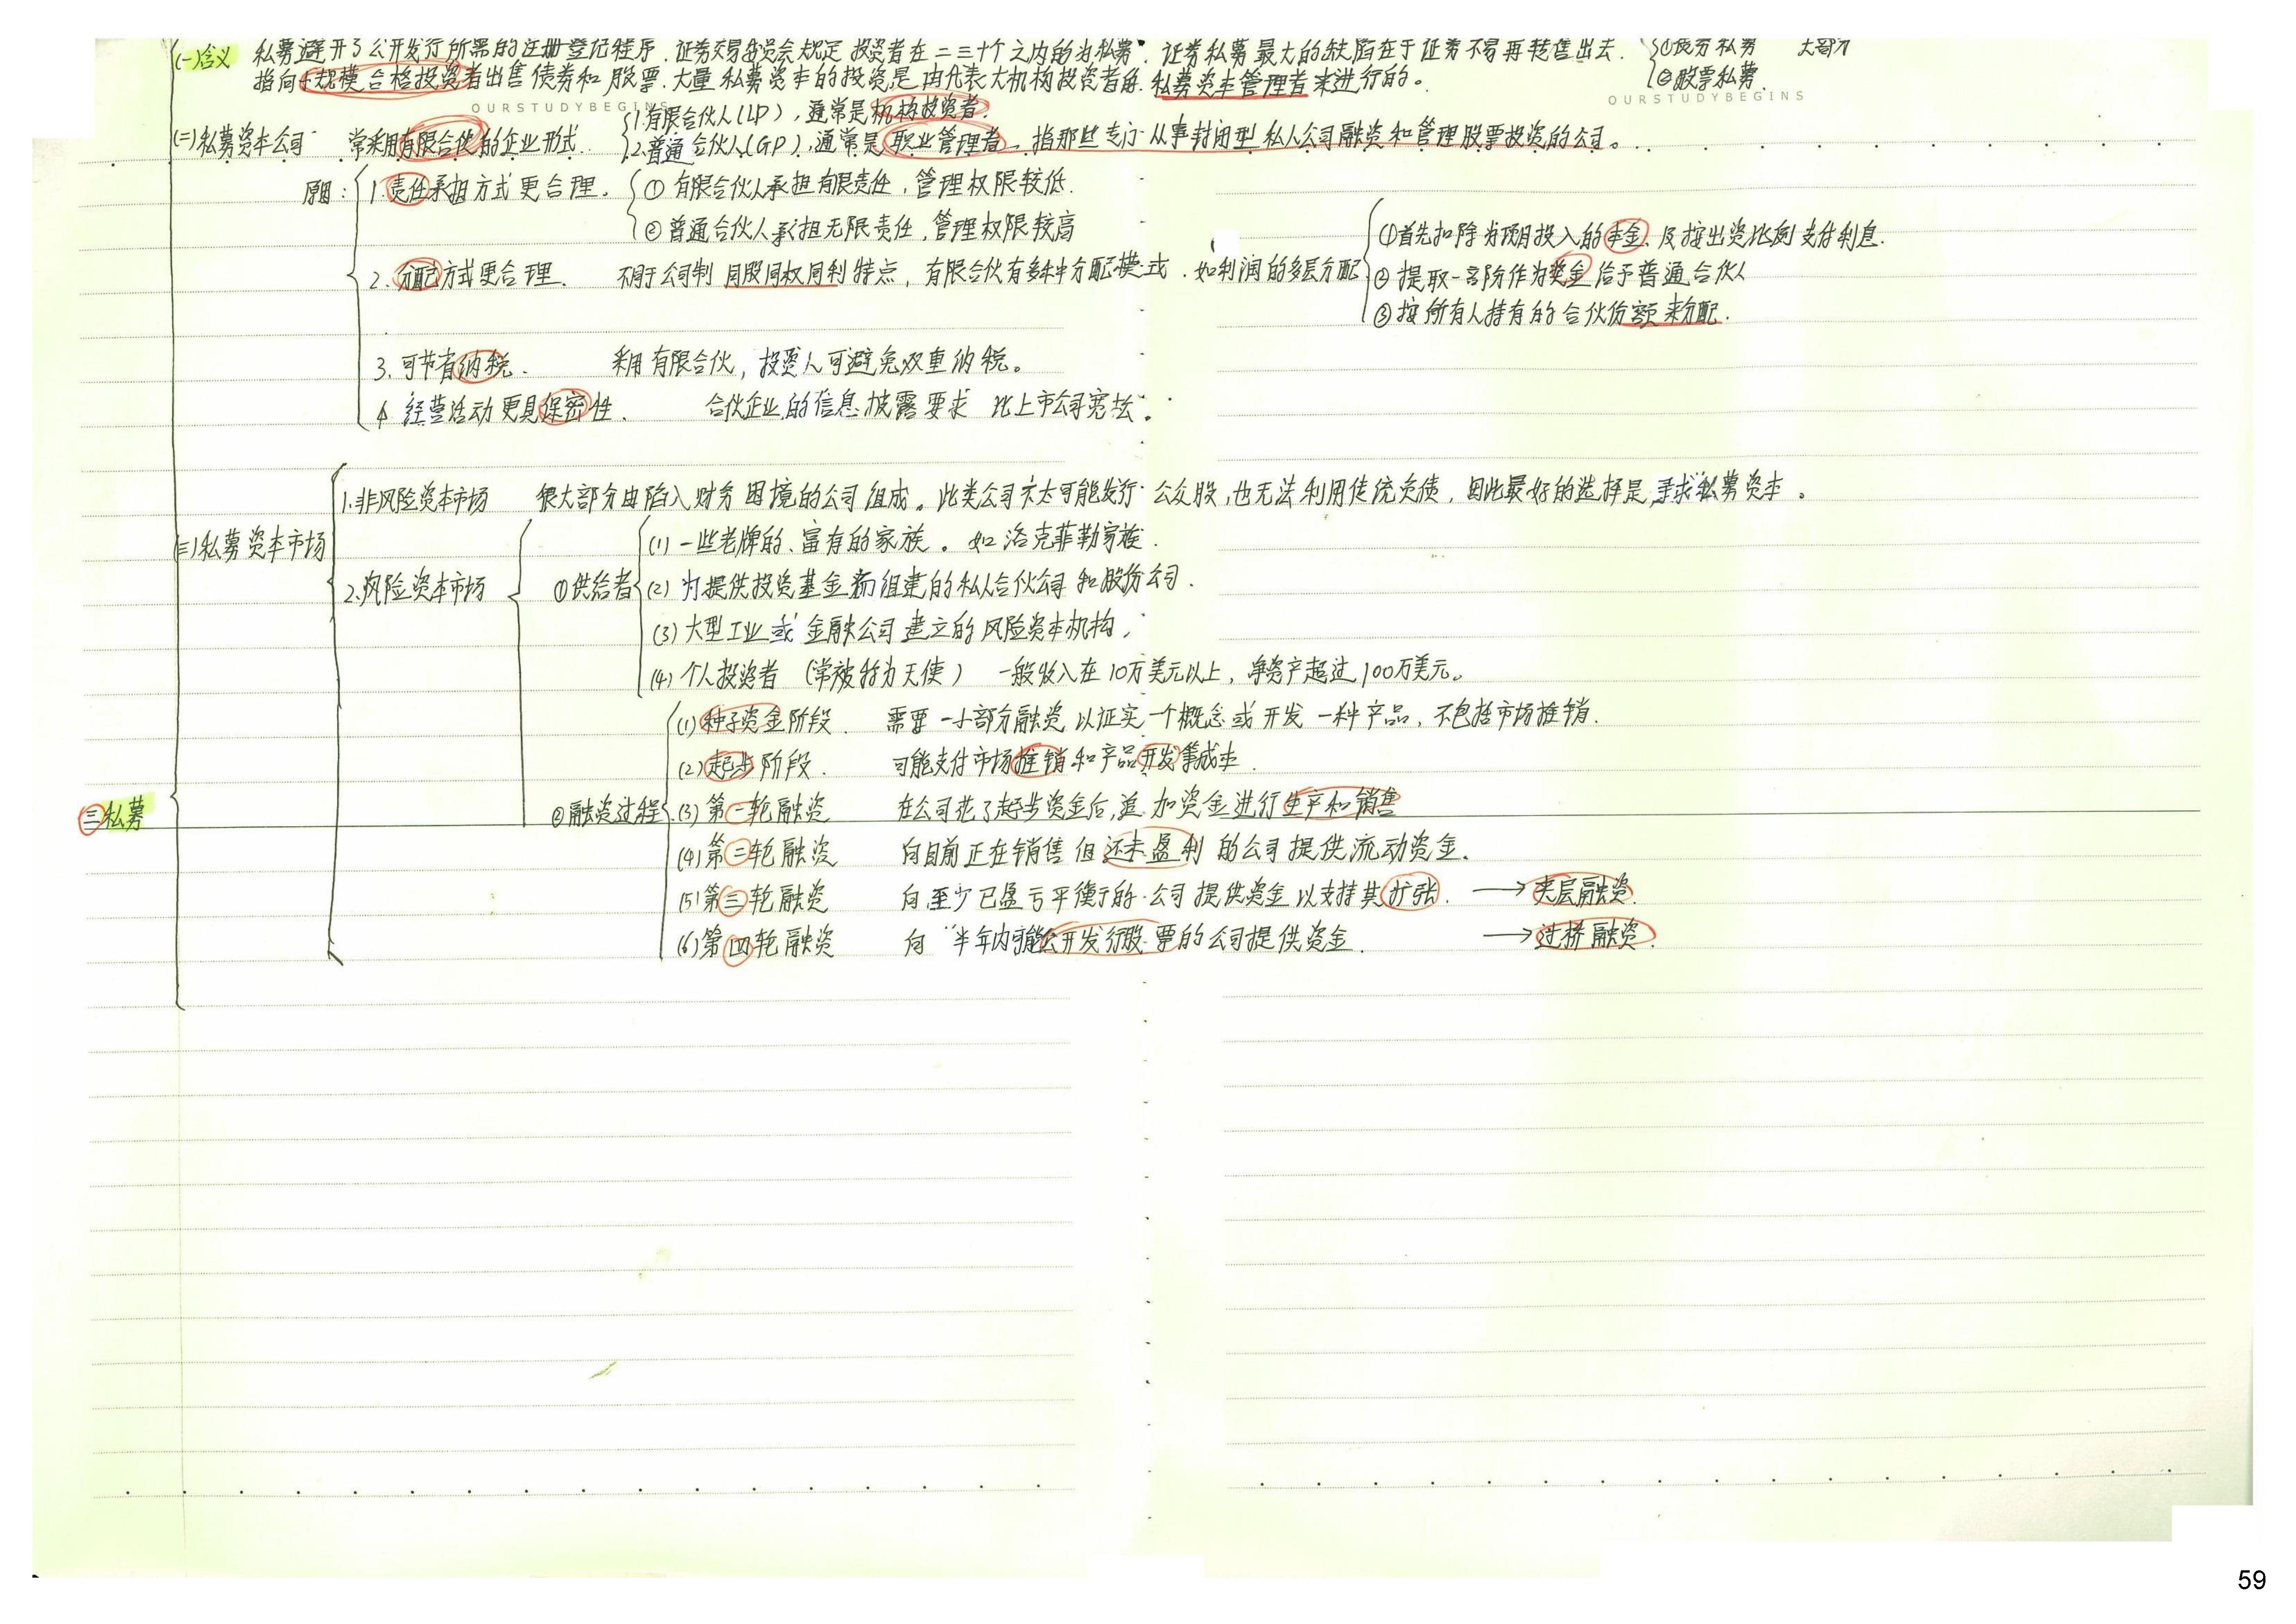 (一)含义 私募避开了公开发行所需的注册登记程序. 证券交易委员会规定 投资者在二三十个之内的为私募. 证券私募最大的缺陷在于证券不易再转售出去. ①债券私募 大部分
指向小规模合格投资者出售债券和股票. 大量私募资本的投资是由代表大机构投资者的私募资本管理者来进行的。 ②股票私募.
OURSTUDYBEGINS OURSTUDYBEGINS
1.有限合伙人(LP), 通常是机构投资者.
(二)私募资本公司 常采用有限合伙的企业形式. 2.普通合伙人(GP), 通常是职业管理者, 指那些专门从事封闭型私人公司融资和管理股票投资的公司。
原因: 1.责任承担方式更合理. ①有限合伙人承担有限责任, 管理权限较低.
②普通合伙人承担无限责任, 管理权限较高
①首先扣除为项目投入的本金、及按出资比例支付利息.
2.分配方式更合理. 不同于公司制同股同权同利特点, 有限合伙有多种分配模式. 如利润的多层分配 ②提取一部分作为奖金给予普通合伙人
③按所有人持有的合伙份额来分配.
3.可节省纳税. 采用有限合伙, 投资人可避免双重纳税。
4.经营活动更具保密性. 合伙企业的信息披露要求比上市公司宽松.
1.非风险资本市场 很大部分由陷入财务困境的公司组成。此类公司不太可能发行公众股, 也无法利用传统负债, 因此最好的选择是寻求私募资本。
(三)私募资本市场 (1)一些老牌的、富有的家族。如洛克菲勒家族.
2.风险资本市场 ①供给者 (2)为提供投资基金新组建的私人合伙公司和股份公司.
(3)大型工业或金融公司建立的风险资本机构,
(4)个人投资者 (常被称为天使) 一般收入在10万美元以上, 净资产超过100万美元。
(1)种子资金阶段. 需要一小部分融资以证实一个概念或开发一种产品, 不包括市场推销.
(2)起步阶段. 可能支付市场推销和产品开发等成本.
三私募 ②融资过程 (3)第一轮融资 在公司花了起步资金后, 追加资金进行生产和销售
(4)第二轮融资 向目前正在销售但还未盈利的公司提供流动资金.
(5)第三轮融资 向至少已盈亏平衡的公司提供资金以支持其扩张. → 夹层融资.
(6)第四轮融资 向半年内可能公开发行股票的公司提供资金. → 过桥融资.
59